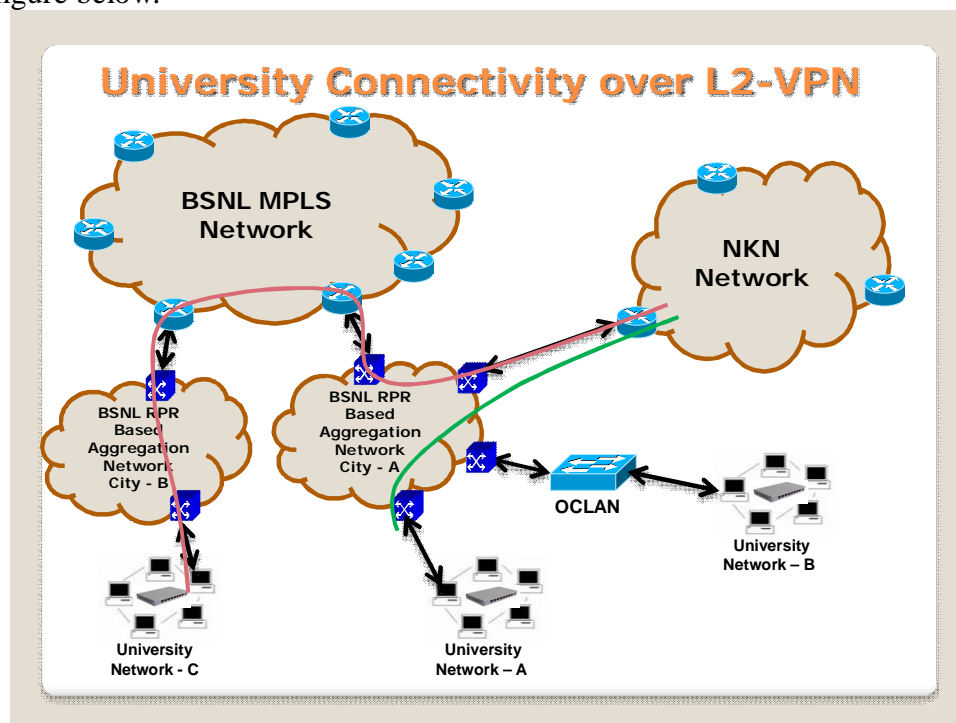 figure below.
University Connectivity over L2-VPN
BSNL MPLS
Network
NKN
Network
BSNL RPR
Based
Aggregation
Network
City - B
BSNL RPR
Based
Aggregation
Network
City - A
OCLAN
University
Network – B
University
Network - C
University
Network – A